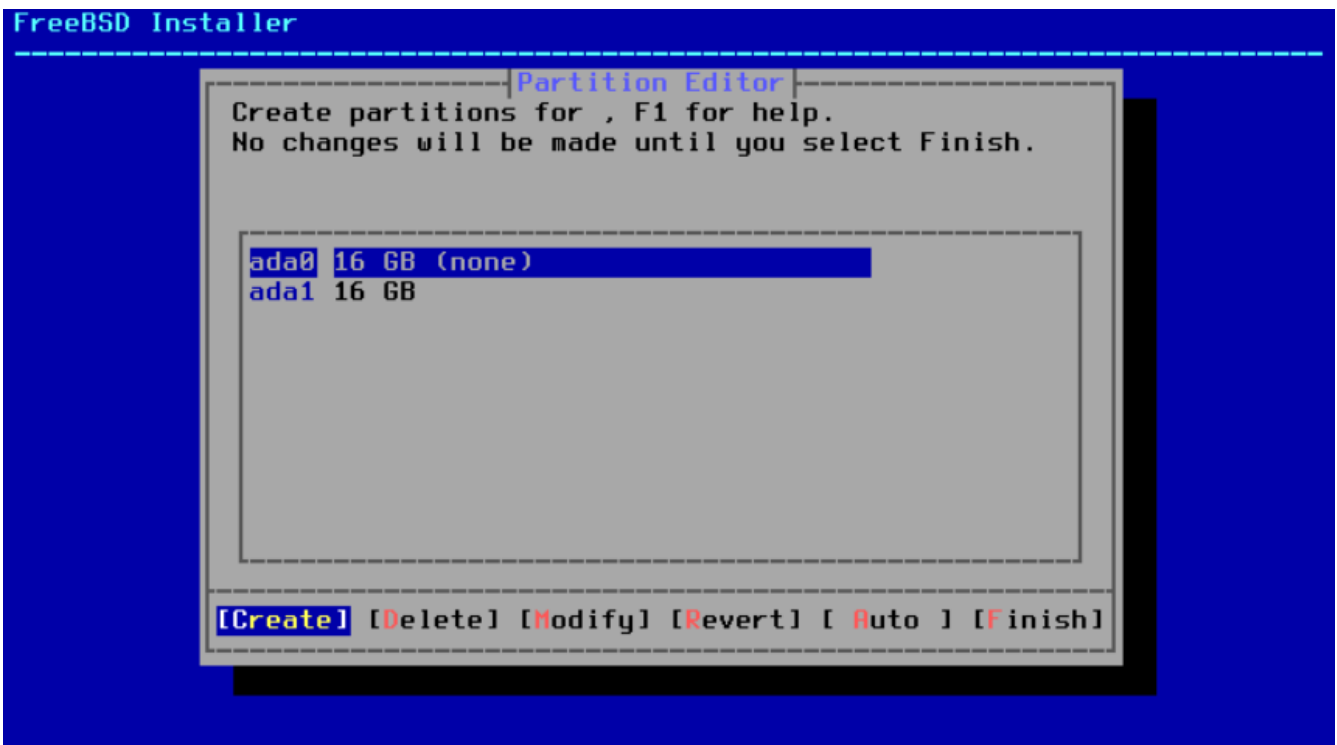 FreeBSD Installer
Partition Editor
Create partitions for , F1 for help.
No changes will be made until you select Finish.
ada0 16 GB (none)
ada1 16 GB
[Create] [Delete] [Modify] [Revert] [ Auto ] [Finish]